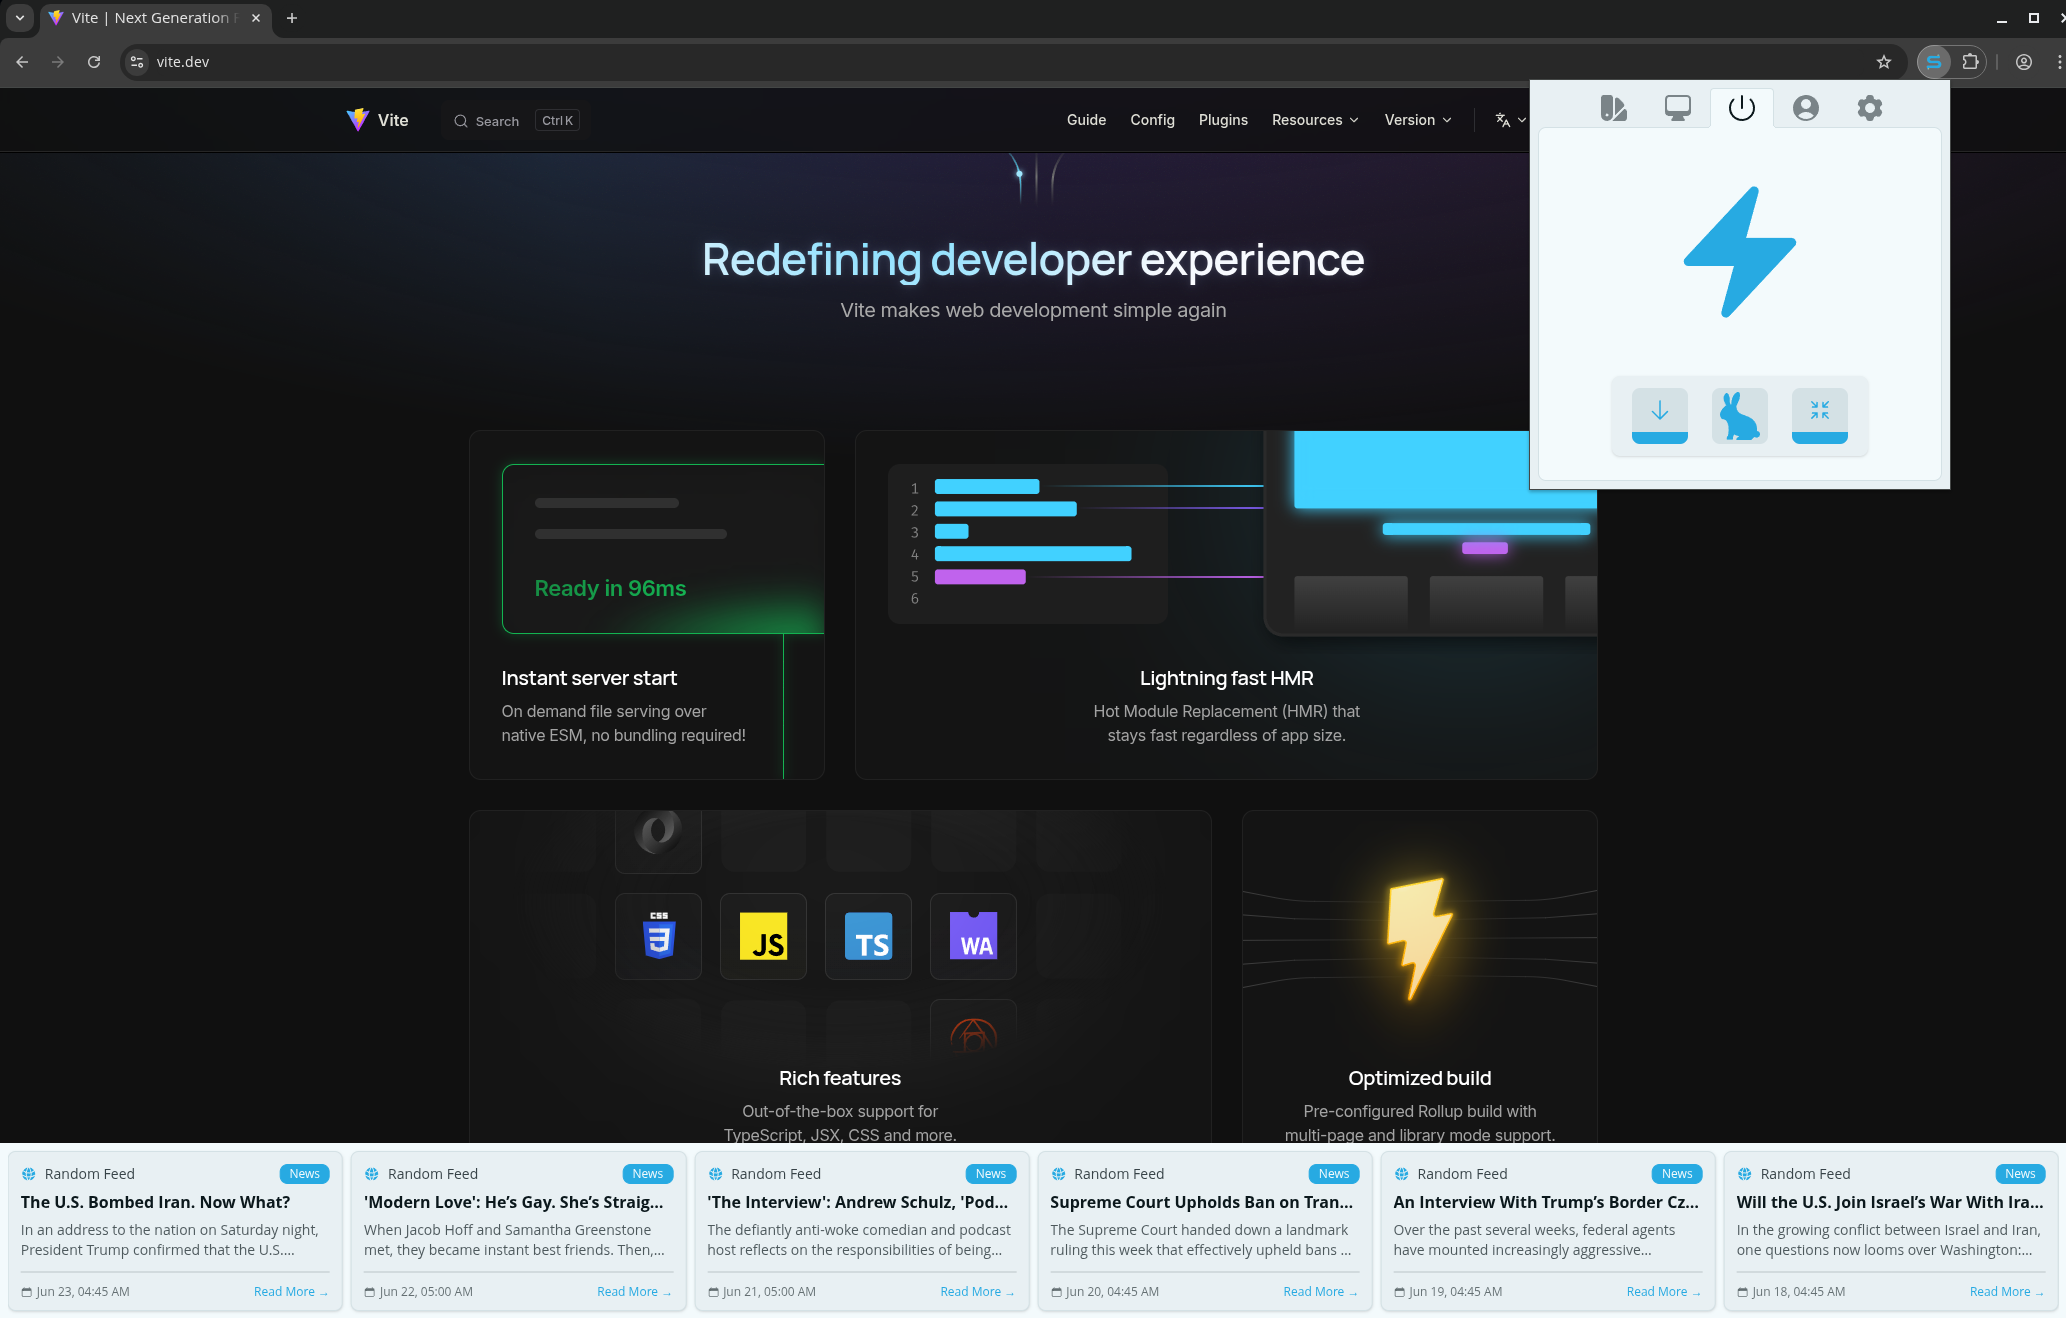 Vite | Next Generation F
vite.dev
Vite
Search
Ctrl K
Guide
Config
Plugins
Resources
Version
Redefining developer experience
Vite makes web development simple again
Ready in 96ms
Instant server start
On demand file serving over
native ESM, no bundling required!
1
2
3
4
5
6
Lightning fast HMR
Hot Module Replacement (HMR) that
stays fast regardless of app size.
CSS
3
JS
TS
WA
Rich features
Out-of-the-box support for
TypeScript, JSX, CSS and more.
Optimized build
Pre-configured Rollup build with
multi-page and library mode support.
Random Feed
News
The U.S. Bombed Iran. Now What?
In an address to the nation on Saturday night,
President Trump confirmed that the U.S....
Jun 23, 04:45 AM
Read More →
Random Feed
News
'Modern Love': He’s Gay. She’s Straig...
When Jacob Hoff and Samantha Greenstone
met, they became instant best friends. Then,...
Jun 22, 05:00 AM
Read More →
Random Feed
News
'The Interview': Andrew Schulz, 'Pod...
The defiantly anti-woke comedian and podcast
host reflects on the responsibilities of being...
Jun 21, 05:00 AM
Read More →
Random Feed
News
Supreme Court Upholds Ban on Tran...
The Supreme Court handed down a landmark
ruling this week that effectively upheld bans ...
Jun 20, 04:45 AM
Read More →
Random Feed
News
An Interview With Trump’s Border Cz...
Over the past several weeks, federal agents
have mounted increasingly aggressive...
Jun 19, 04:45 AM
Read More →
Random Feed
News
Will the U.S. Join Israel’s War With Ira...
In the growing conflict between Israel and Iran,
one questions now looms over Washington:...
Jun 18, 04:45 AM
Read More →